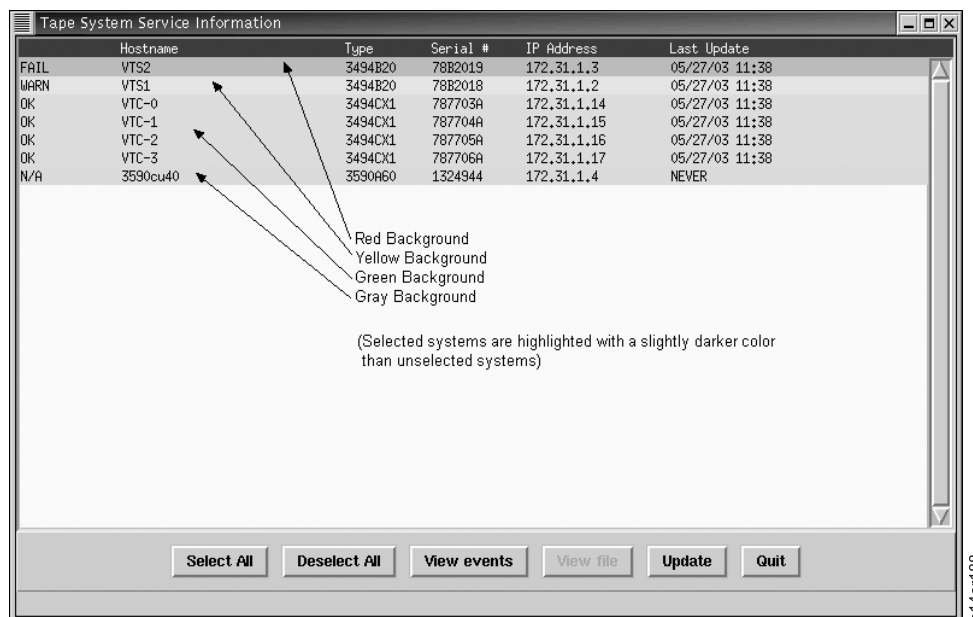 Tape System Service Information
Hostname Type Serial # IP Address Last Update
FAIL VTS2 3494B20 78B2019 172.31.1.3 05/27/03 11:38
WARN VTS1 3494B20 78B2018 172.31.1.2 05/27/03 11:38
OK VTC-0 3494CX1 787703A 172.31.1.14 05/27/03 11:38
OK VTC-1 3494CX1 787704A 172.31.1.15 05/27/03 11:38
OK VTC-2 3494CX1 787705A 172.31.1.16 05/27/03 11:38
OK VTC-3 3494CX1 787706A 172.31.1.17 05/27/03 11:38
N/A 3590cu40 3590A60 1324944 172.31.1.4 NEVER
Red Background
Yellow Background
Green Background
Gray Background
(Selected systems are highlighted with a slightly darker color
than unselected systems)
Select All Deselect All View events View file Update Quit